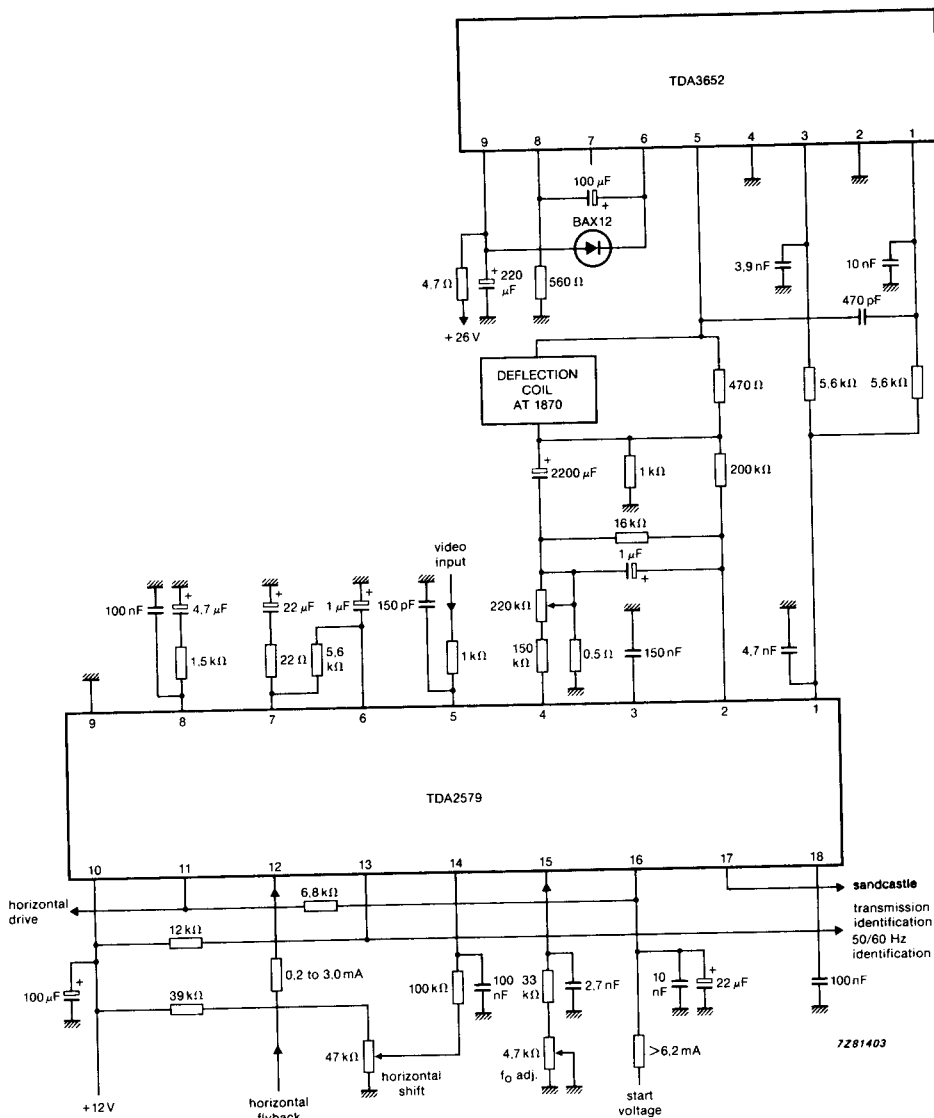 TDA3652
9 8 7 6 5 4 3 2 1
100 µF
+
BAX12
3,9 nF
10 nF
4,7 Ω
+
220
µF
560 Ω
470 pF
+26 V
DEFLECTION
COIL
AT 1870
470 Ω
5,6 kΩ
5,6 kΩ
+
2200 µF
1 kΩ
200 kΩ
16 kΩ
video
input
1 µF
+
100 nF
+
4,7 µF
+
22 µF
1 µF
+
150 pF
220 kΩ
1,5 kΩ
22 Ω
5,6
kΩ
1 kΩ
150
kΩ
0.5 Ω
150 nF
4,7 nF
9 8 7 6 5 4 3 2 1
TDA2579
10 11 12 13 14 15 16 17 18
horizontal
drive
6,8 kΩ
sandcastle
transmission
identification
50/60 Hz
identification
12 kΩ
100 µF
+
0,2 to 3,0 mA
39 kΩ
100 kΩ
100
nF
33
kΩ
2,7 nF
10
nF
+
22 µF
100 nF
47 kΩ
horizontal
shift
4,7 kΩ
fO adj.
>6,2 mA
7Z81403
+12 V
horizontal
start
voltage